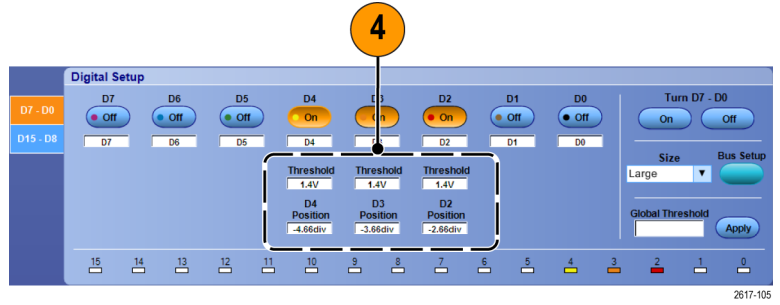 4
Digital Setup
D7 - D0
D15 - D8
D7 D6 D5 D4 D3 D2 D1 D0
Off Off Off On On On Off Off
D7 D6 D5 D4 D3 D2 D1 D0
Threshold Threshold Threshold
1.4V 1.4V 1.4V
D4 D3 D2
Position Position Position
-4.66div -3.66div -2.66div
Turn D7 - D0
On Off
Size Bus Setup
Large
Global Threshold
Apply
15 14 13 12 11 10 9 8 7 6 5 4 3 2 1 0
2617-105